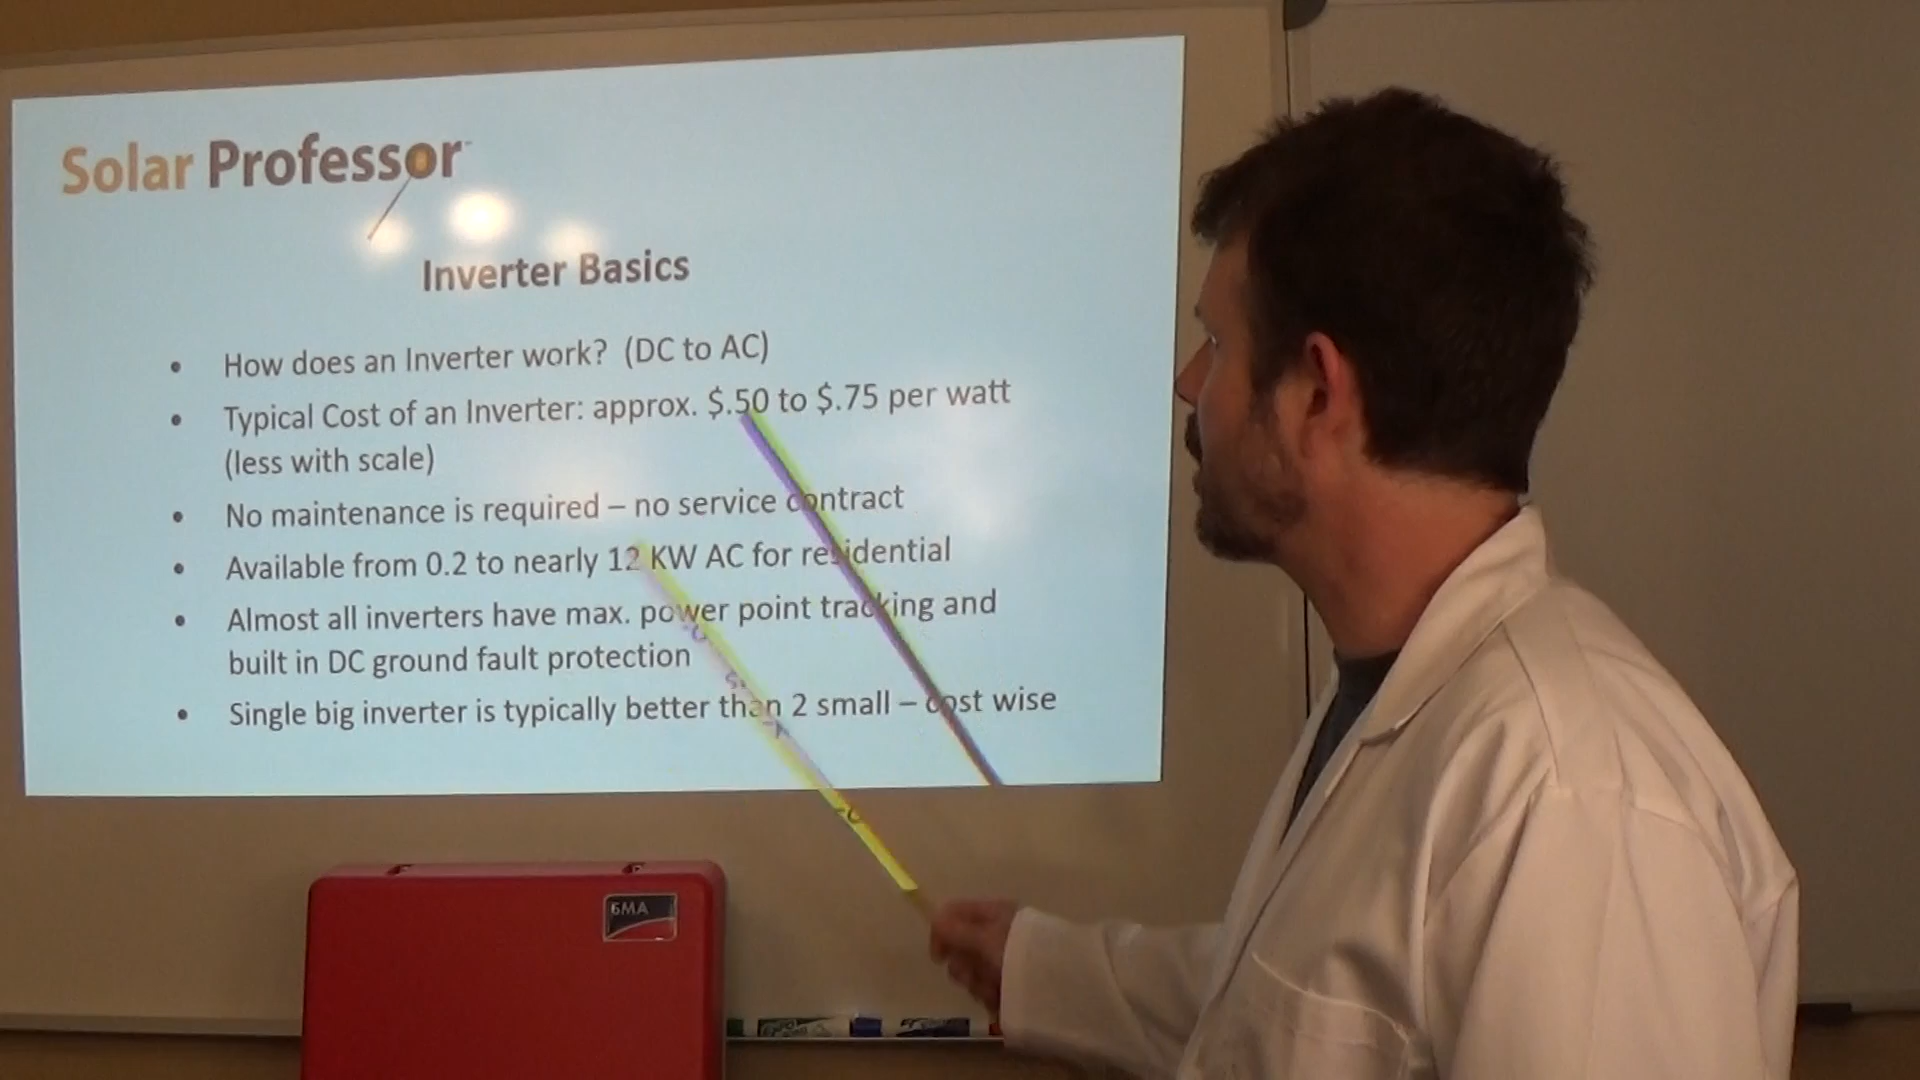 Solar Professor
Inverter Basics
• How does an Inverter work? (DC to AC)
• Typical Cost of an Inverter: approx. $.50 to $.75 per watt
(less with scale)
• No maintenance is required – no service contract
• Available from 0.2 to nearly 12 KW AC for residential
• Almost all inverters have max. power point tracking and
built in DC ground fault protection
• Single big inverter is typically better than 2 small – cost wise
SMA